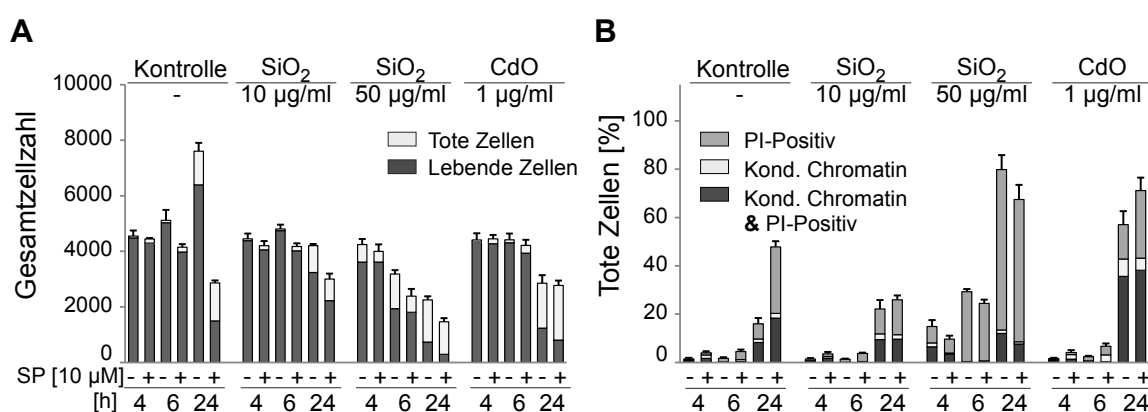 A
Kontrolle SiO₂ SiO₂ CdO
- 10 µg/ml 50 µg/ml 1 µg/ml
Gesamtzellzahl
10000
8000
6000
4000
2000
0
Tote Zellen
Lebende Zellen
SP [10 µM] - + - + - + - + - + - + - + - + - + - + - + - +
[h] 4 6 24 4 6 24 4 6 24 4 6 24
B
Kontrolle SiO₂ SiO₂ CdO
- 10 µg/ml 50 µg/ml 1 µg/ml
Tote Zellen [%]
100
80
60
40
20
0
PI-Positiv
Kond. Chromatin
Kond. Chromatin
& PI-Positiv
- + - + - + - + - + - + - + - + - + - + - + - +
4 6 24 4 6 24 4 6 24 4 6 24